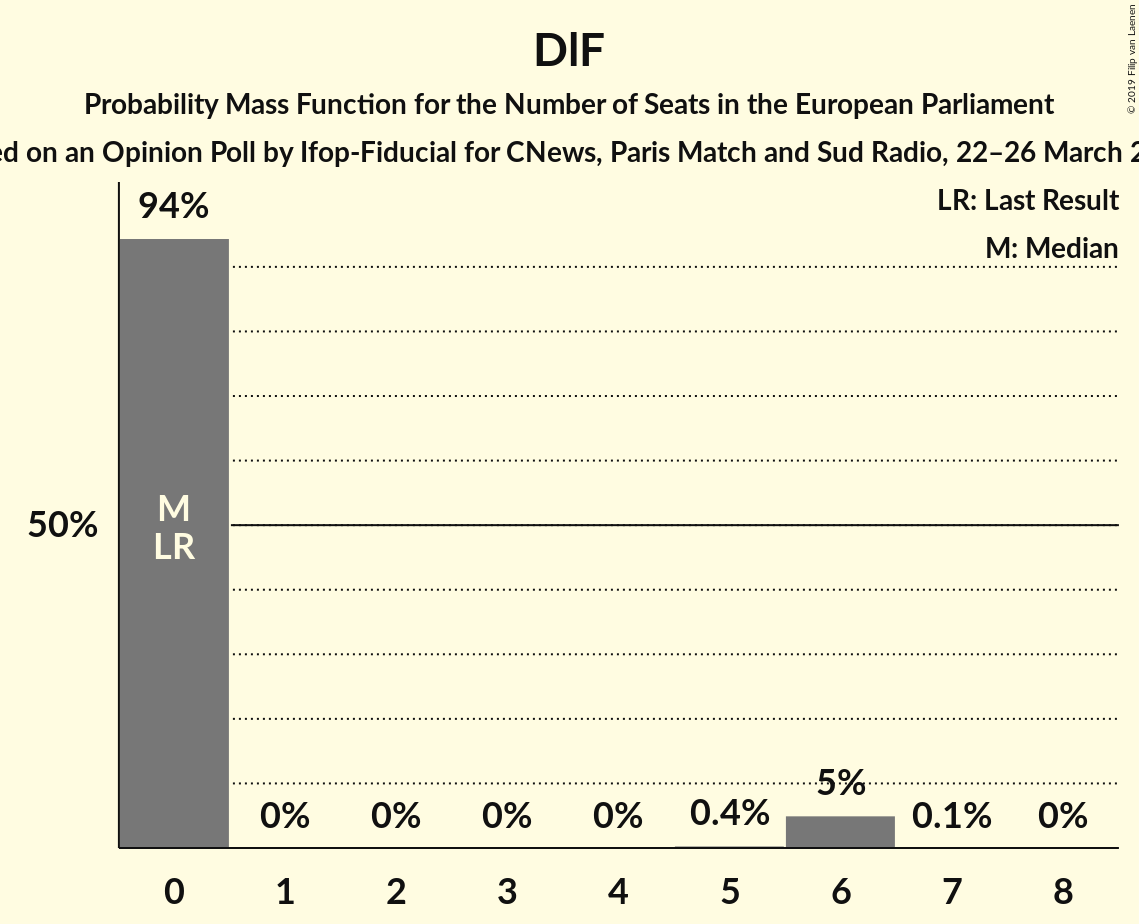 DlF
Probability Mass Function for the Number of Seats in the European Parliament
on an Opinion Poll by Ifop-Fiducial for CNews, Paris Match and Sud Radio, 22–26 March
© 2019 Filip van Laenen
LR: Last Result
M: Median
94%
50%
M
LR
0% 0% 0% 0% 0.4% 5% 0.1% 0%
0 1 2 3 4 5 6 7 8